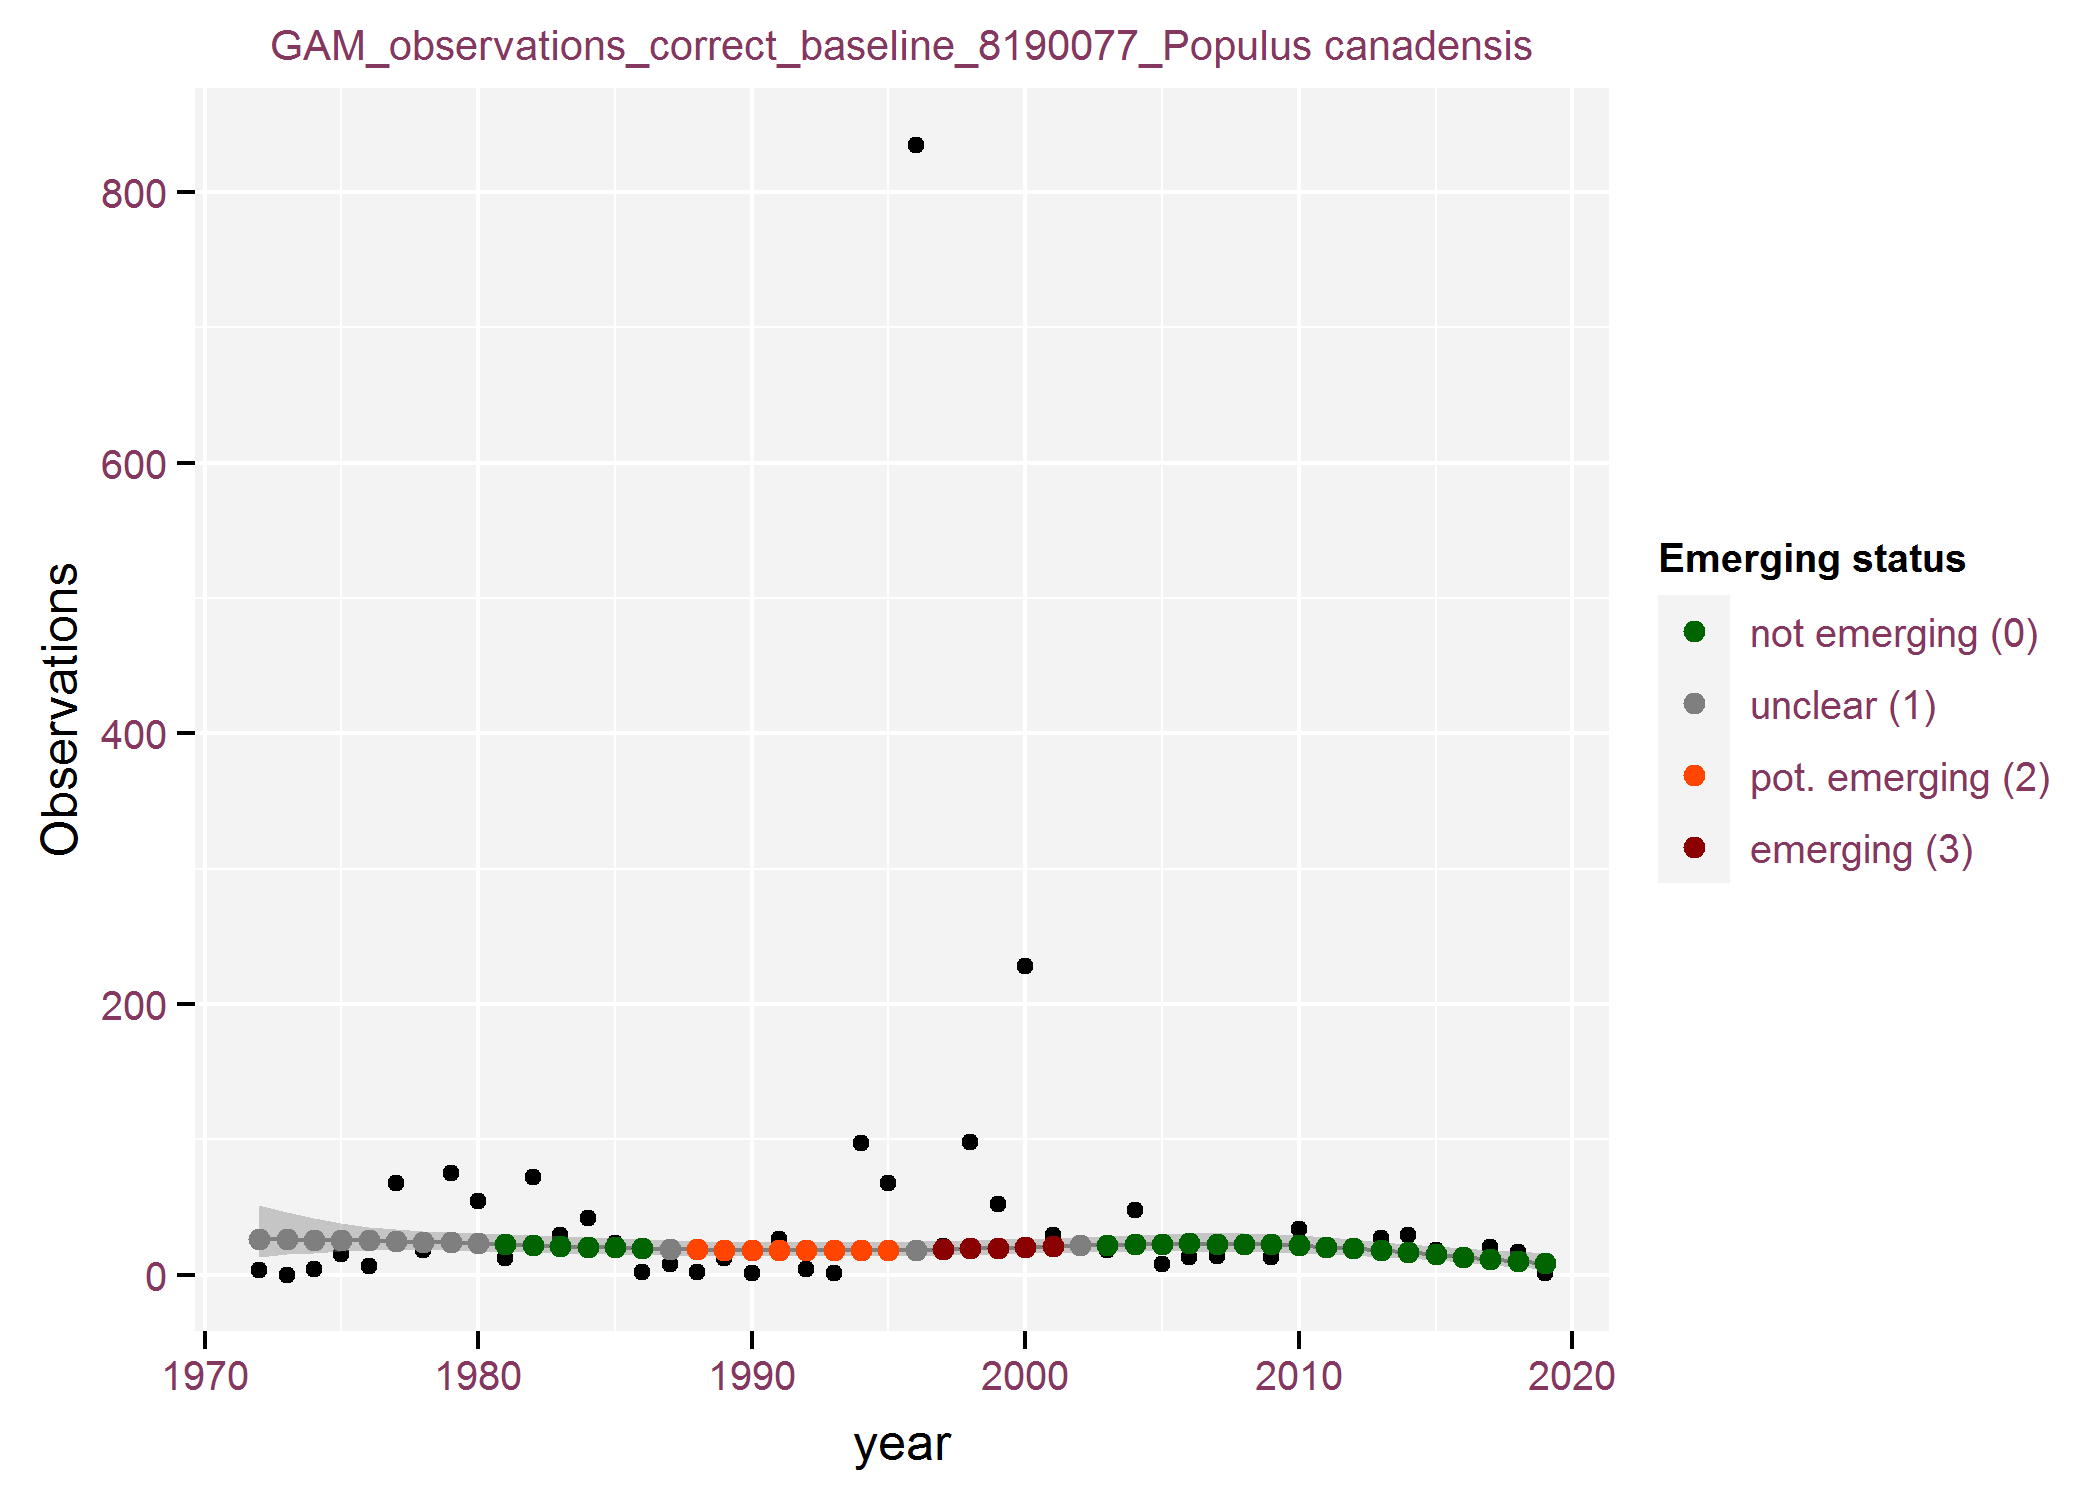 GAM_observations_correct_baseline_8190077_Populus canadensis
Observations
800
600
400
200
0
1970 1980 1990 2000 2010 2020
year
Emerging status
not emerging (0)
unclear (1)
pot. emerging (2)
emerging (3)